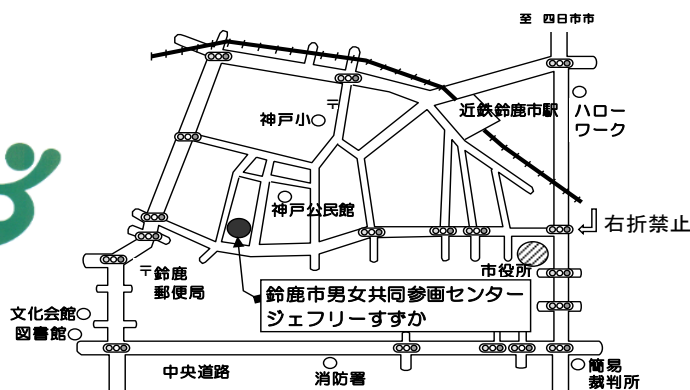 至 四日市市
近鉄鈴鹿市駅
ハロー
ワーク
〒
神戸小
神戸公民館
右折禁止
市役所
〒鈴鹿
郵便局
鈴鹿市男女共同参画センター
ジェフリーすずか
文化会館
図書館
中央道路
消防署
簡易
裁判所